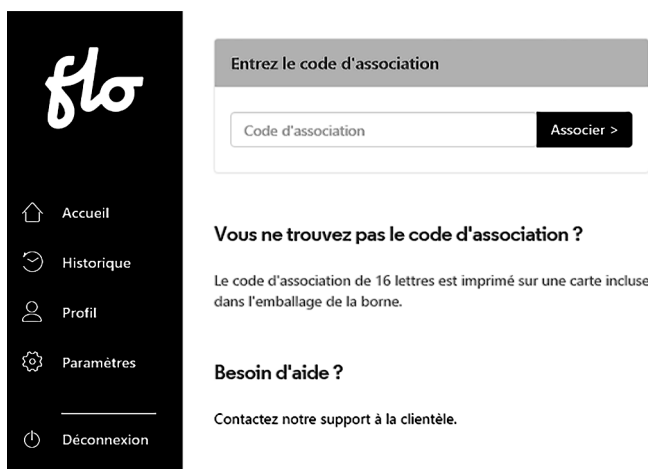 flo
Accueil
Historique
Profil
Paramètres
Déconnexion
Entrez le code d'association
Code d'association
Associer >
Vous ne trouvez pas le code d'association ?
Le code d'association de 16 lettres est imprimé sur une carte incluse
dans l'emballage de la borne.
Besoin d'aide ?
Contactez notre support à la clientèle.